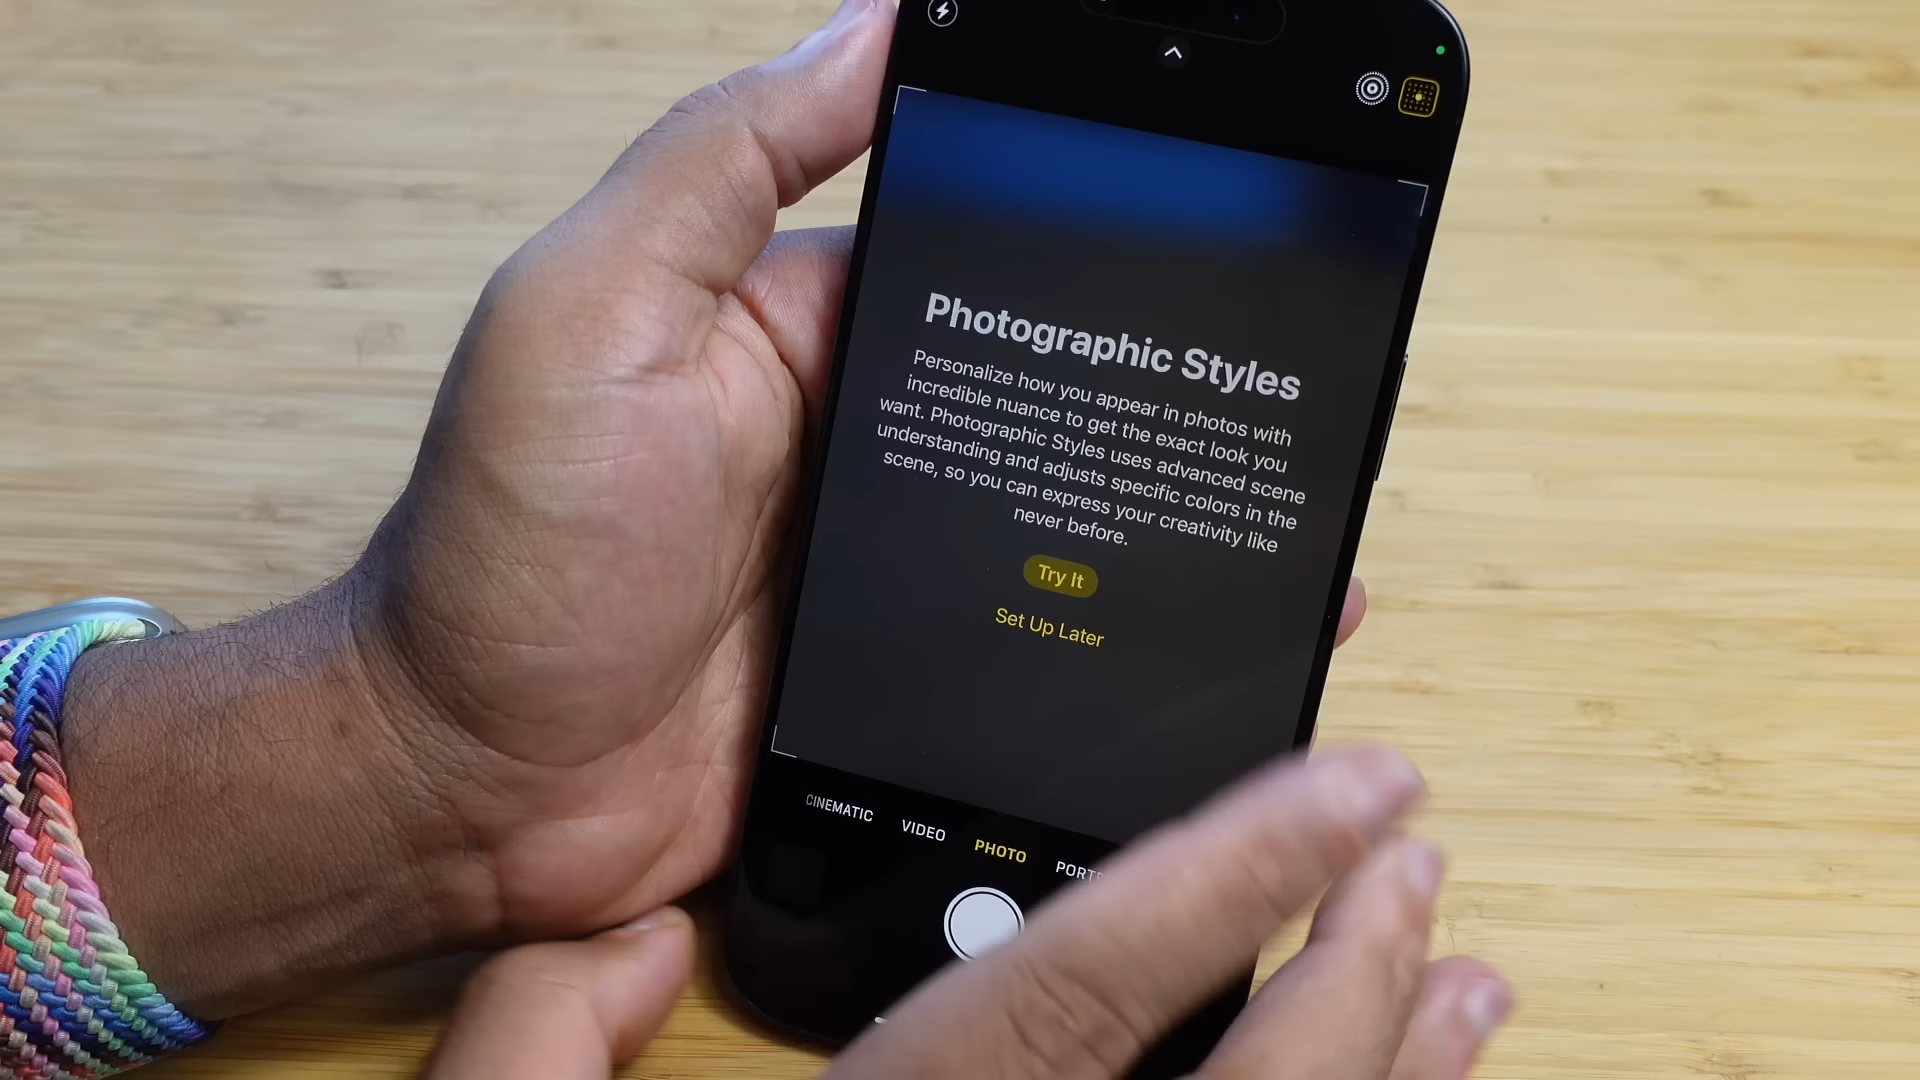 Photographic Styles
Personalize how you appear in photos with
incredible nuance to get the exact look you
want. Photographic Styles uses advanced scene
understanding and adjusts specific colors in the
scene, so you can express your creativity like
never before.
Try It
Set Up Later
CINEMATIC VIDEO PHOTO PORTR